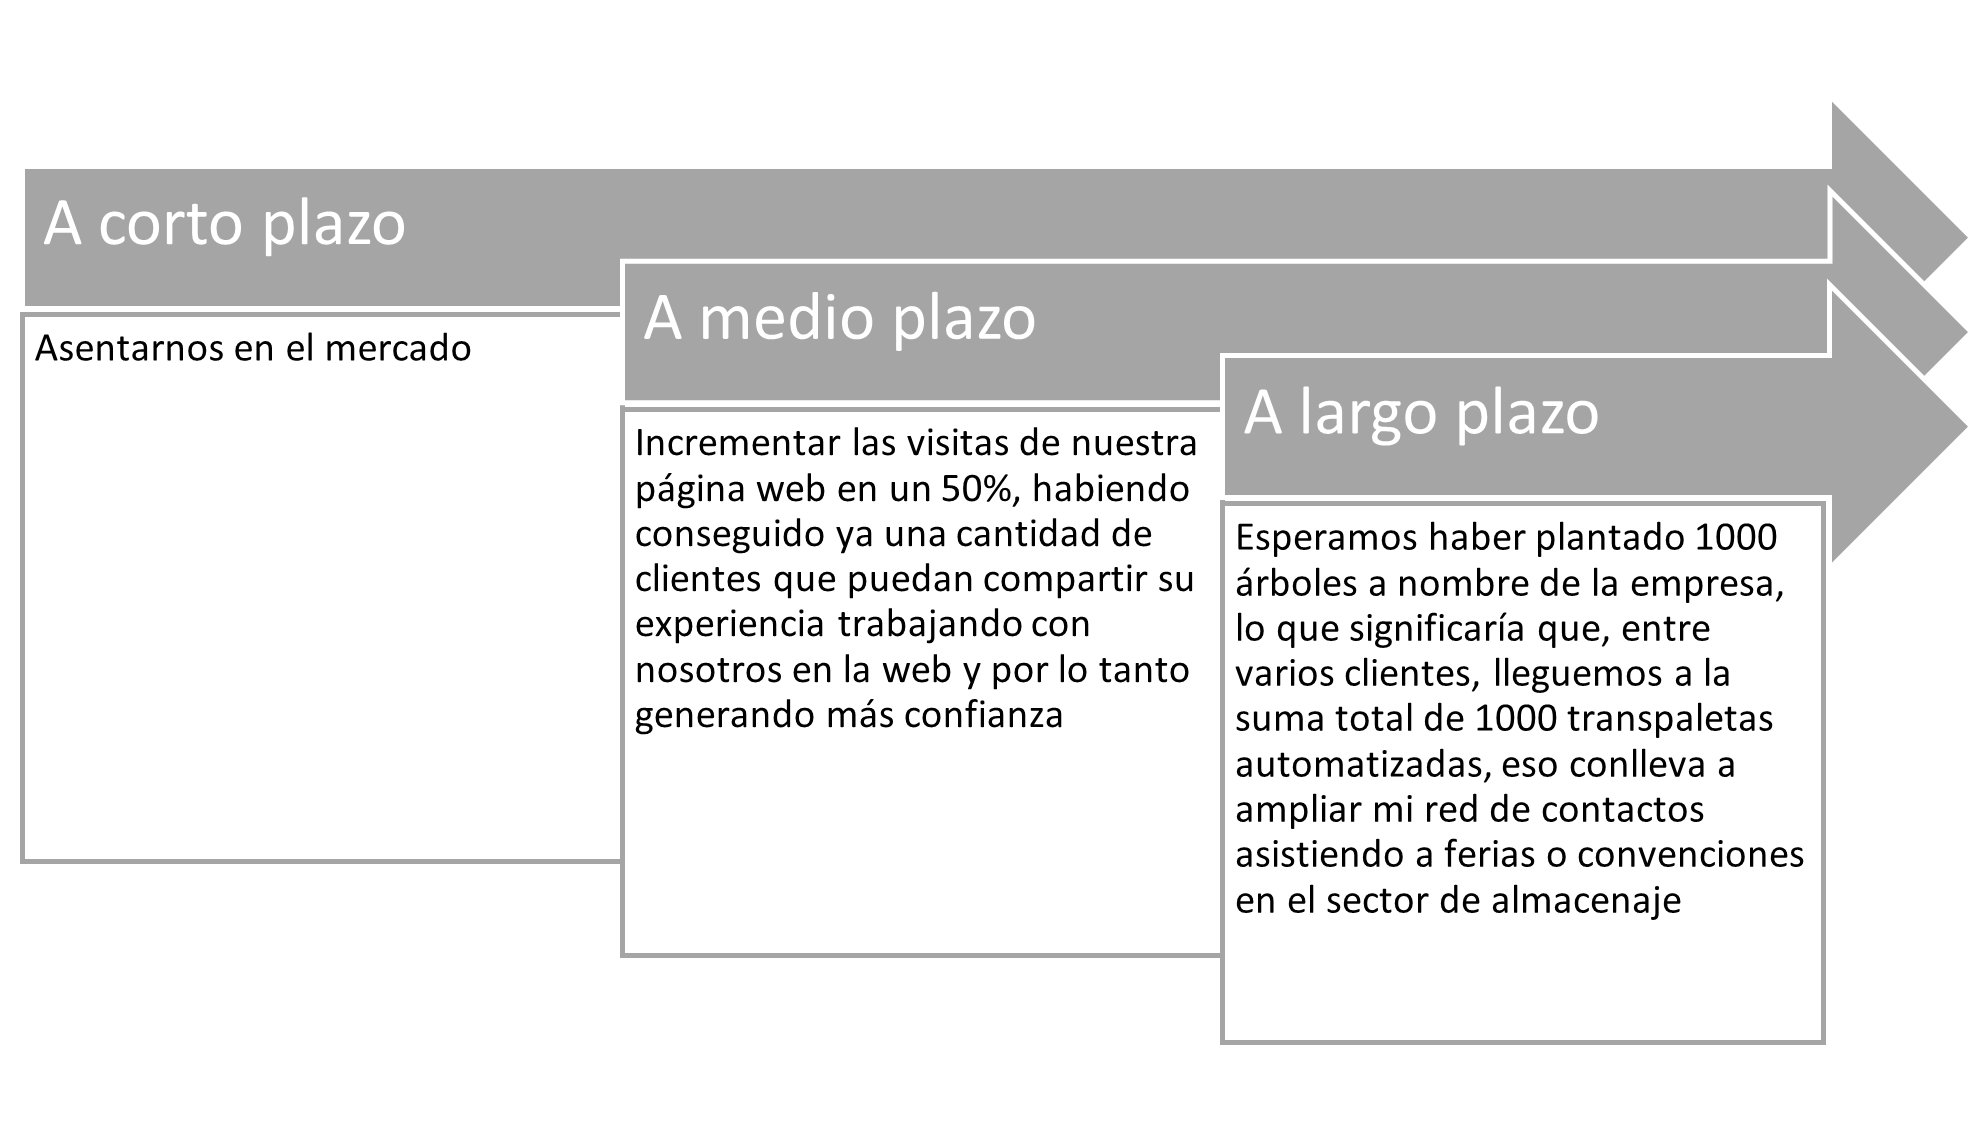 A corto plazo
Asentarnos en el mercado
A medio plazo
Incrementar las visitas de nuestra
página web en un 50%, habiendo
conseguido ya una cantidad de
clientes que puedan compartir su
experiencia trabajando con
nosotros en la web y por lo tanto
generando más confianza
A largo plazo
Esperamos haber plantado 1000
árboles a nombre de la empresa,
lo que significaría que, entre
varios clientes, lleguemos a la
suma total de 1000 transpaletas
automatizadas, eso conlleva a
ampliar mi red de contactos
asistiendo a ferias o convenciones
en el sector de almacenaje